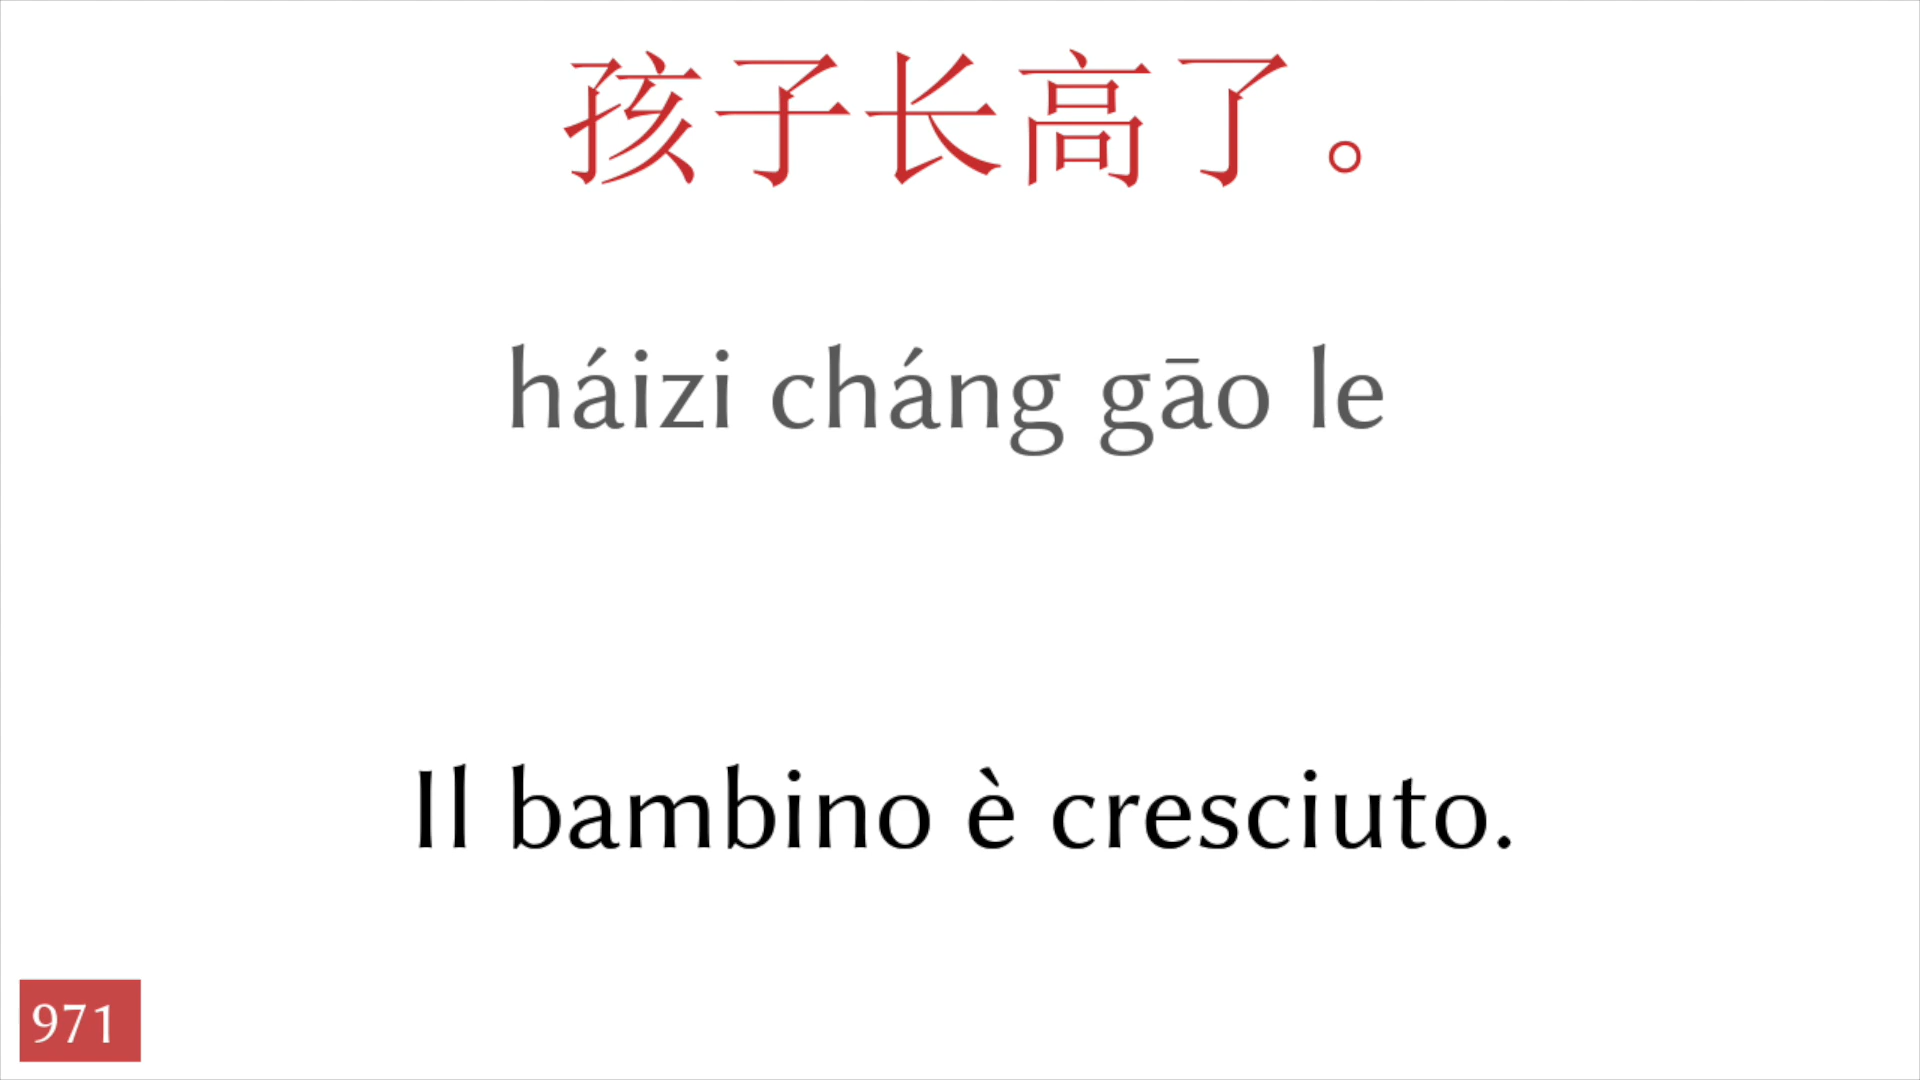 孩子长高了。
háizi cháng gāo le
Il bambino è cresciuto.
971